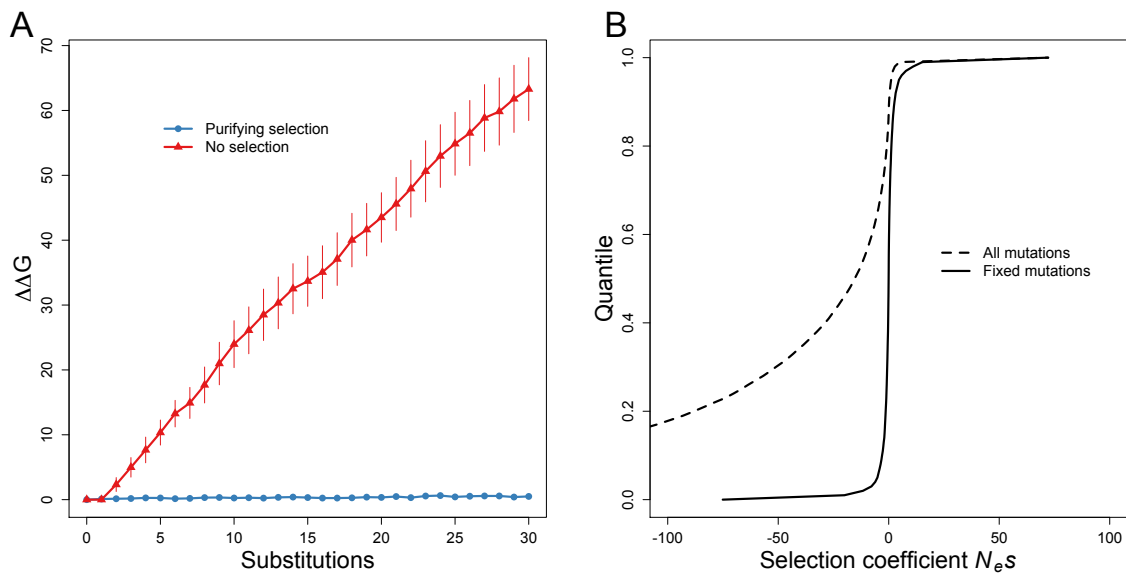 A
ΔΔG
70
60
50
40
30
20
10
0
Purifying selection
No selection
0 5 10 15 20 25 30
Substitutions
B
Quantile
1.0
0.8
0.6
0.4
0.2
0.0
All mutations
Fixed mutations
-100 -50 0 50 100
Selection coefficient Nₑs